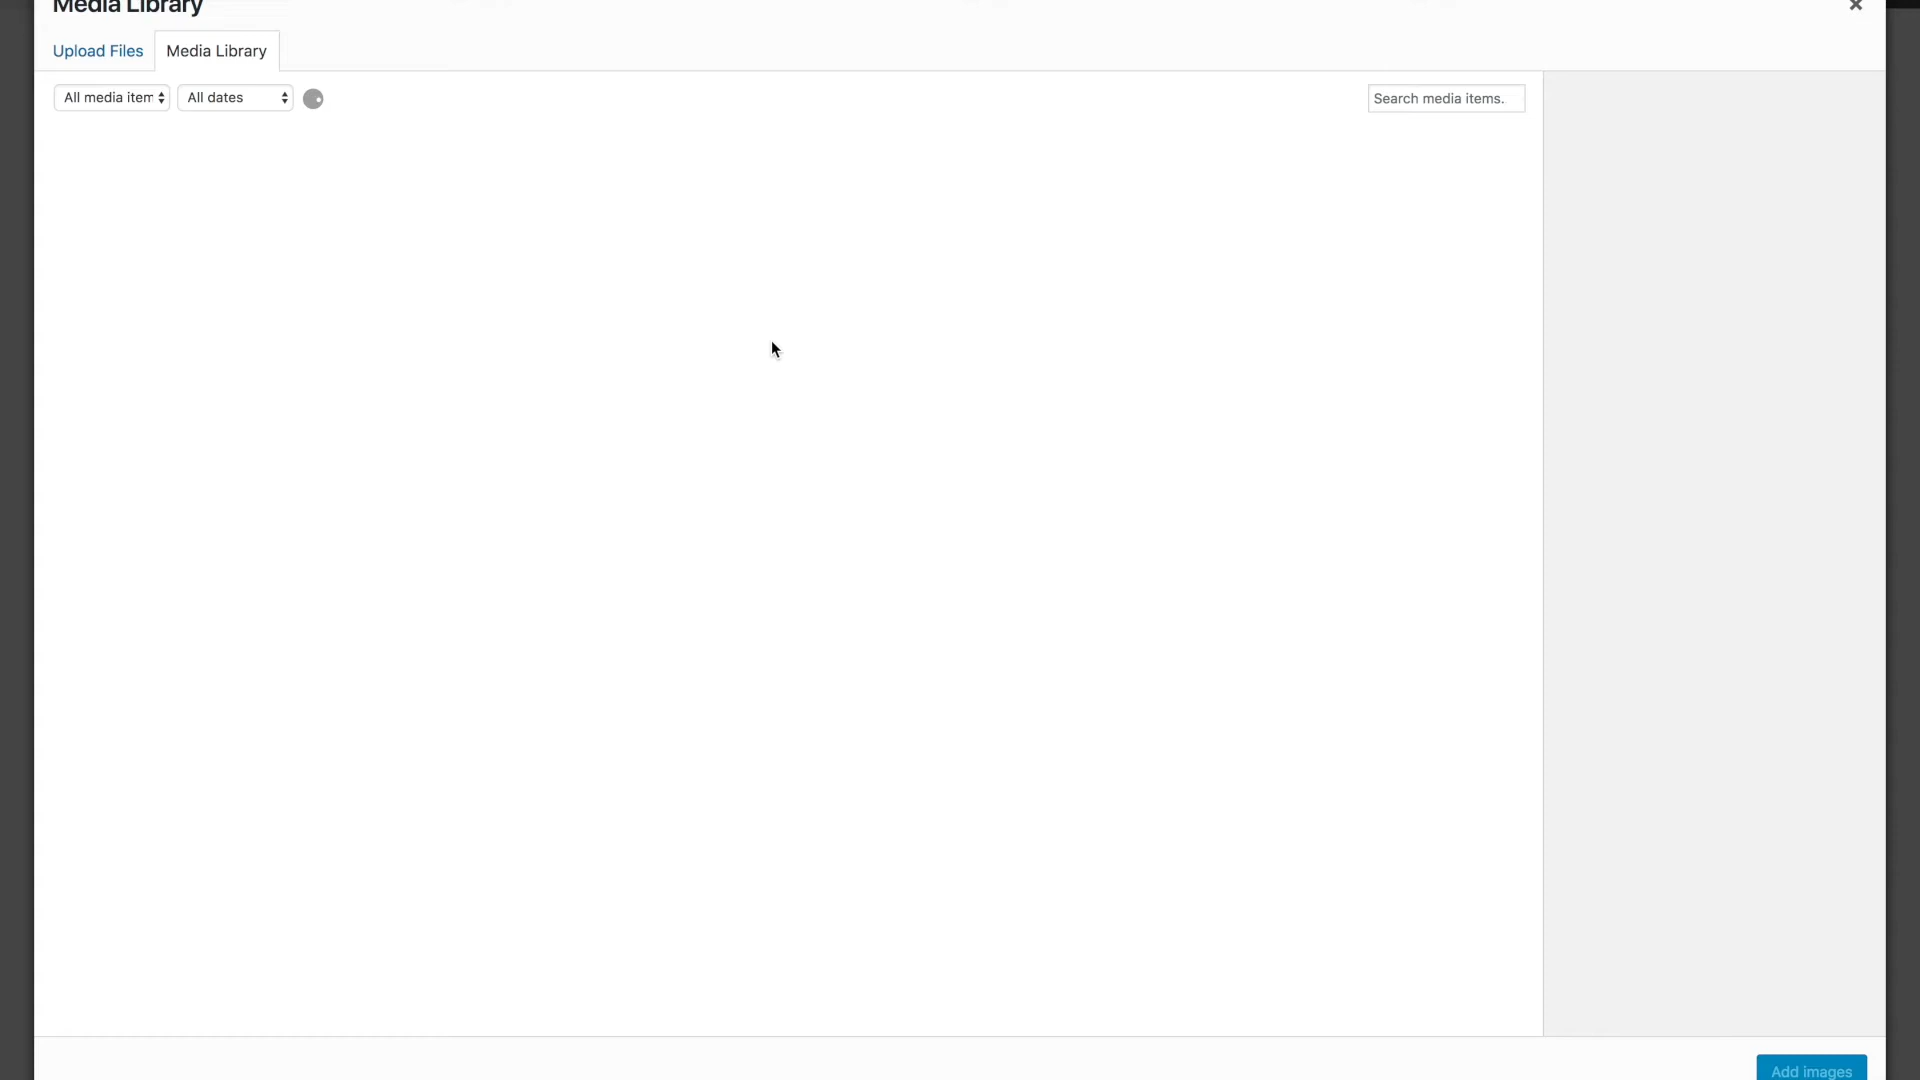 Media Library
Upload Files
Media Library
All media item
All dates
Search media items.
Add images